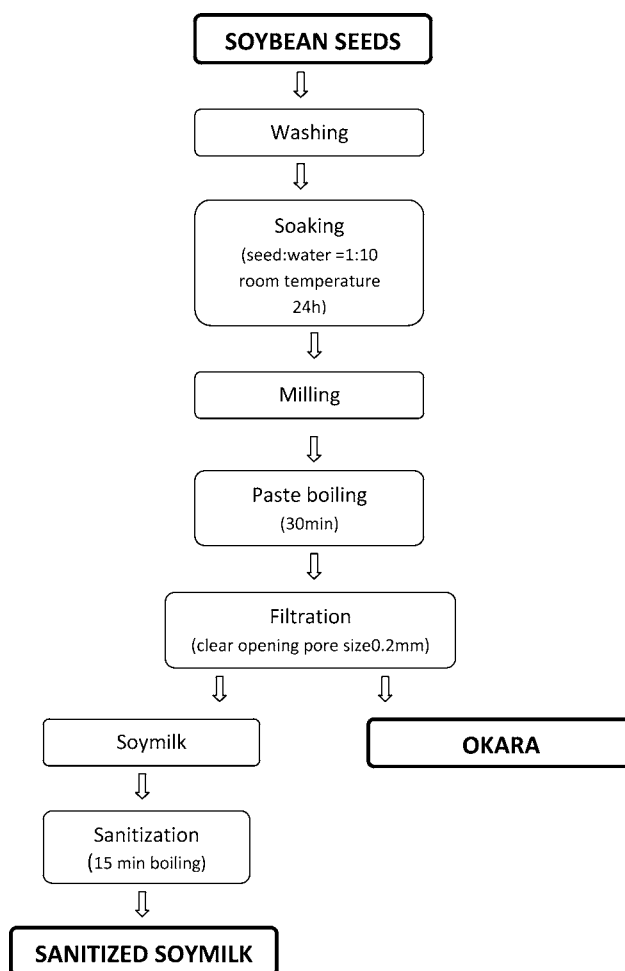 SOYBEAN SEEDS
Washing
Soaking
(seed:water =1:10
room temperature
24h)
Milling
Paste boiling
(30min)
Filtration
(clear opening pore size0.2mm)
Soymilk
OKARA
Sanitization
(15 min boiling)
SANITIZED SOYMILK